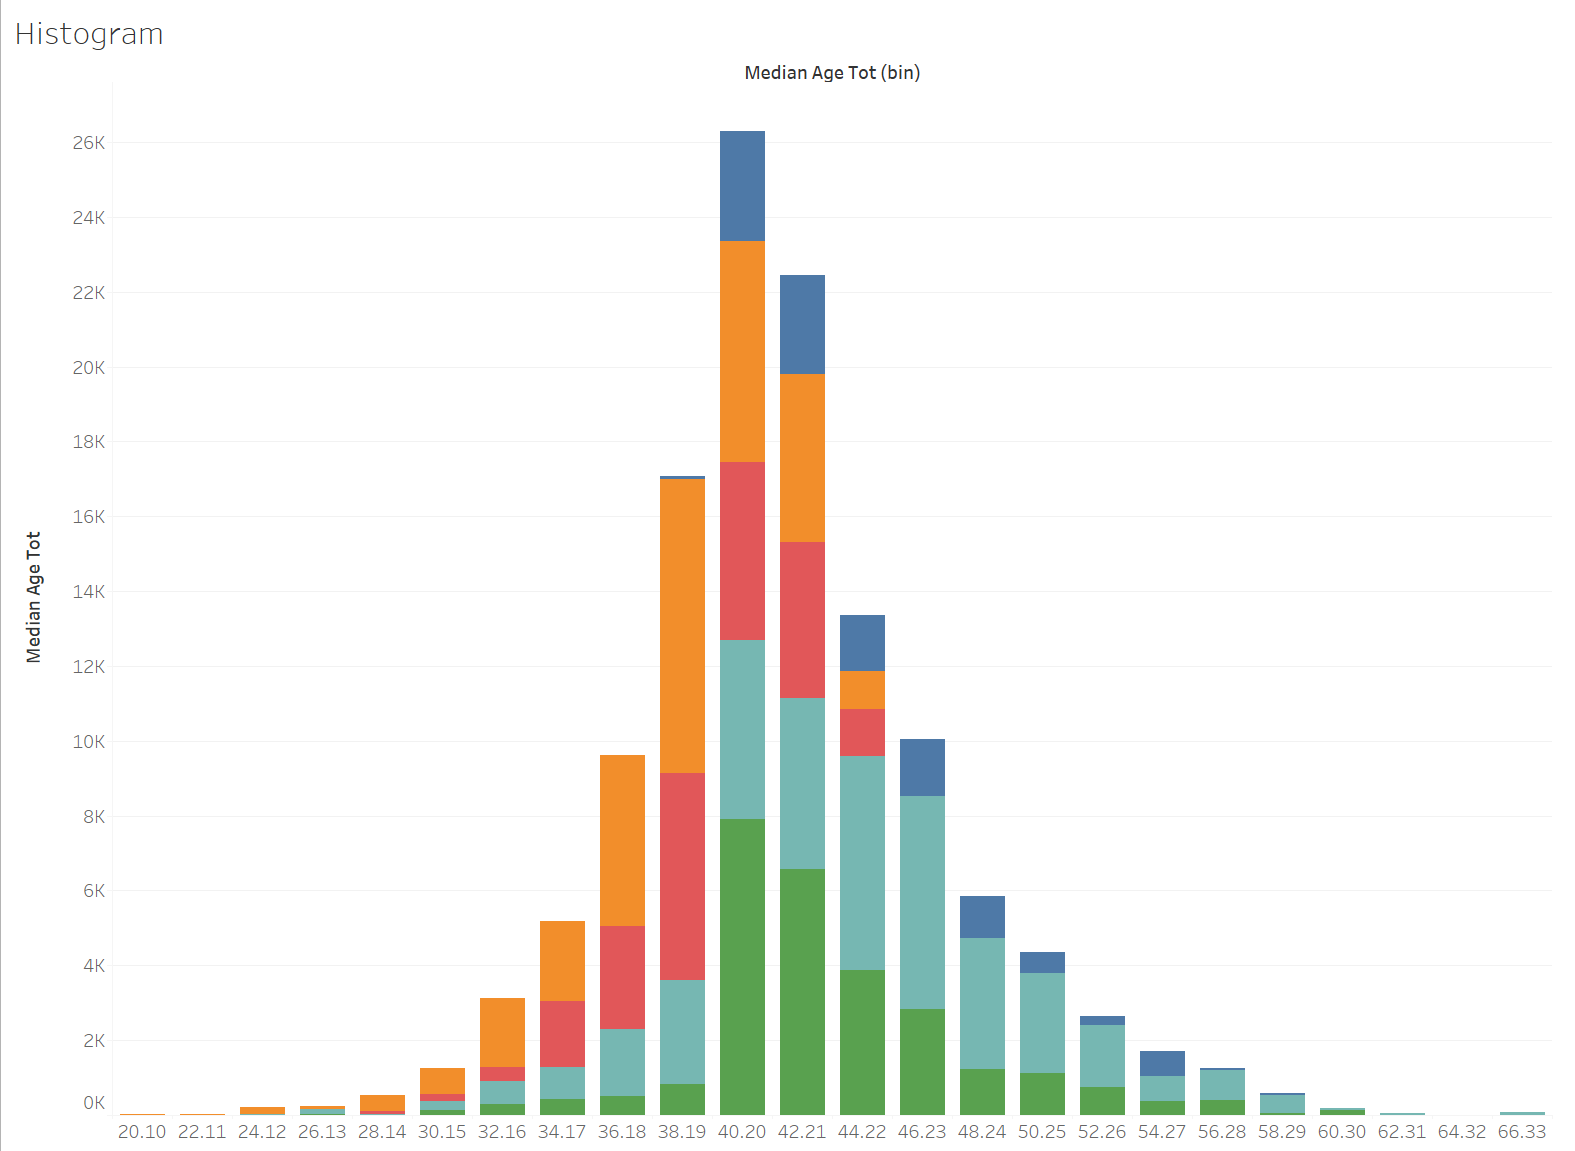 Histogram
Median Age Tot (bin)
26K
24K
22K
20K
18K
16K
14K
12K
10K
8K
6K
4K
2K
0K
Median Age Tot
20.10 22.11 24.12 26.13 28.14 30.15 32.16 34.17 36.18 38.19 40.20 42.21 44.22 46.23 48.24 50.25 52.26 54.27 56.28 58.29 60.30 62.31 64.32 66.33